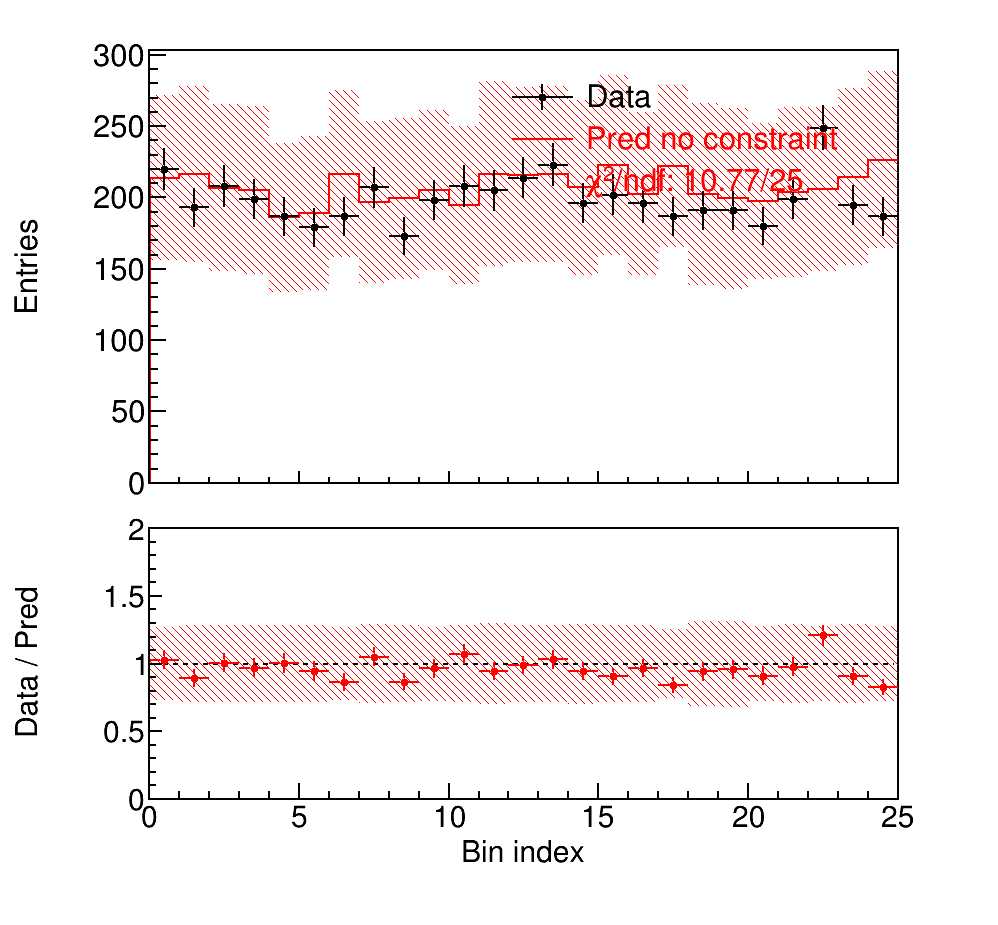 300
250
200
150
100
50
0
Entries
Data
Pred no constraint
χ²/ndf: 10.77/25
2
1.5
1
0.5
0
Data / Pred
0 5 10 15 20 25
Bin index